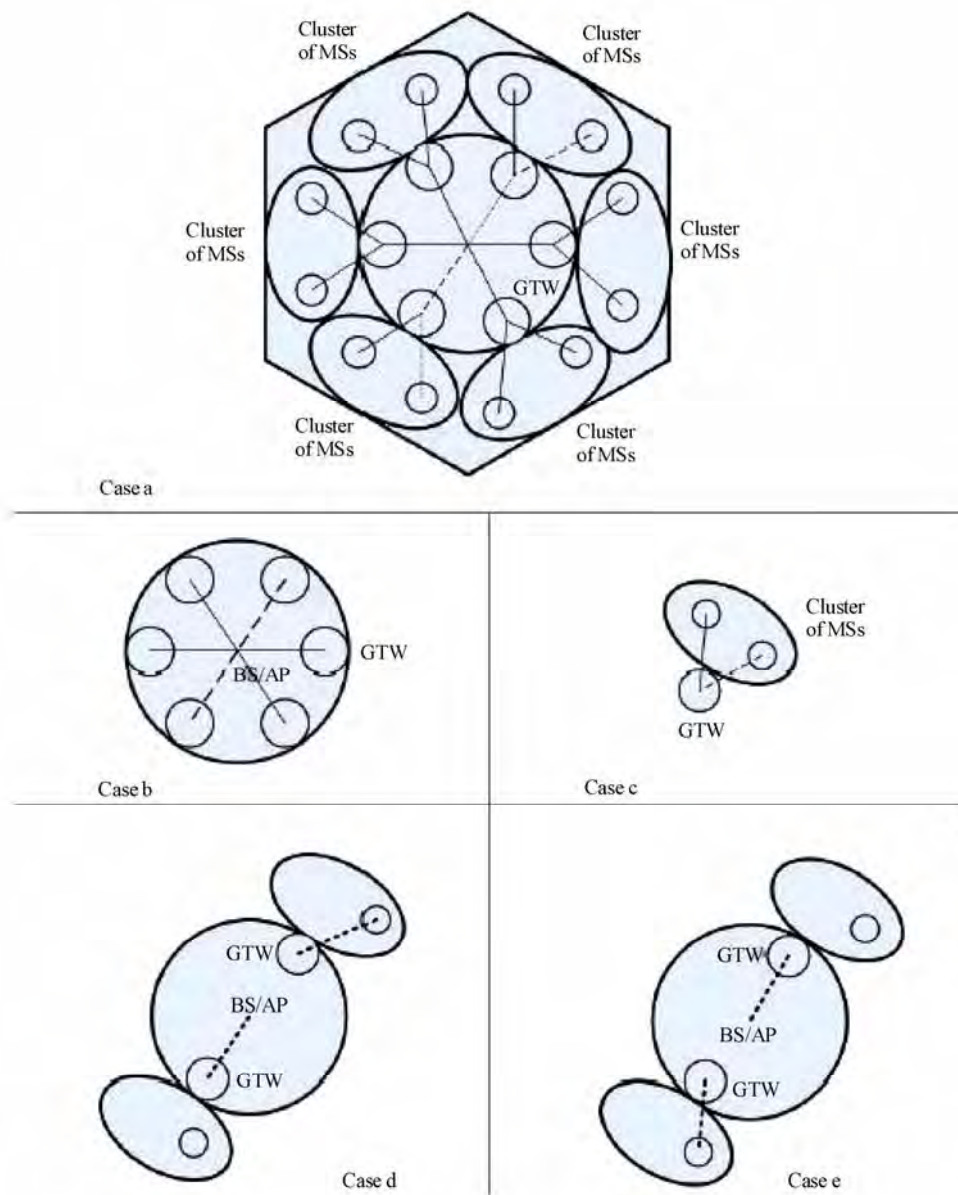 Cluster
of MSs
Cluster
of MSs
Cluster
of MSs
Cluster
of MSs
GTW
Cluster
of MSs
Cluster
of MSs
Case a
BS/AP
GTW
Case b
Cluster
of MSs
GTW
Case c
GTW
BS/AP
GTW
Case d
GTW
BS/AP
GTW
Case e